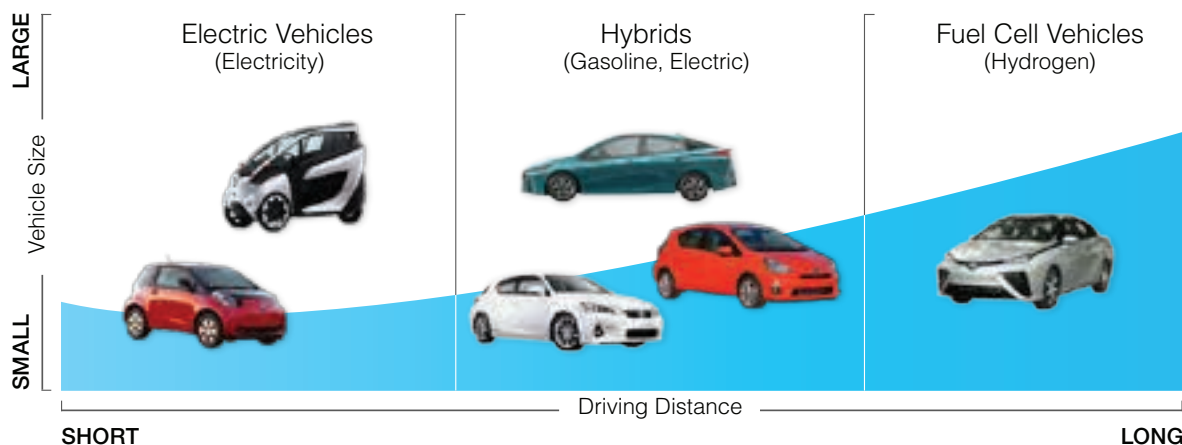 LARGE
Vehicle Size
SMALL
Electric Vehicles
(Electricity)
Hybrids
(Gasoline, Electric)
Fuel Cell Vehicles
(Hydrogen)
Driving Distance
SHORT
LONG